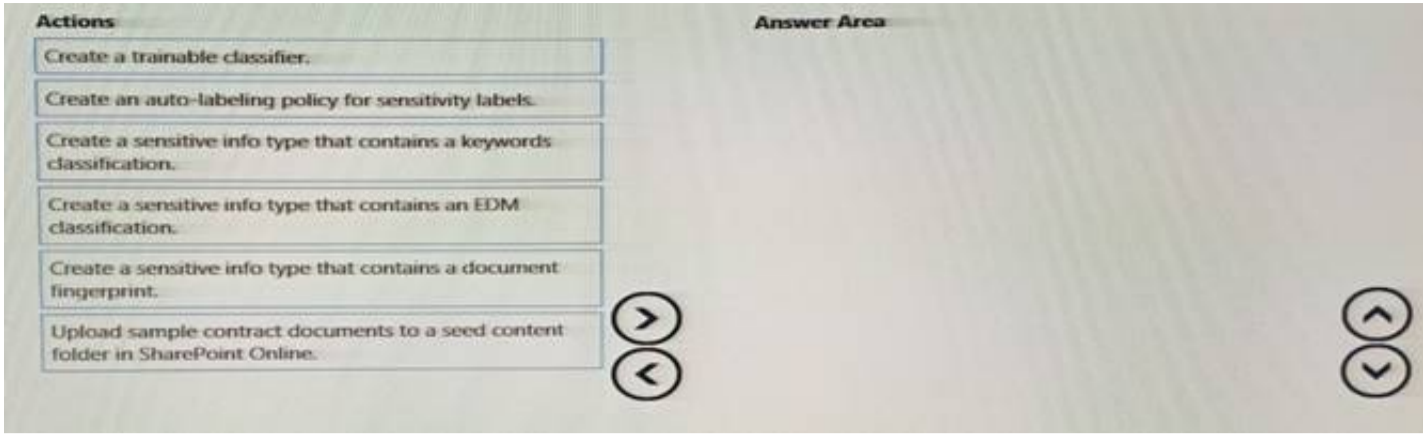 Actions
Answer Area
Create a trainable classifier.
Create an auto-labeling policy for sensitivity labels.
Create a sensitive info type that contains a keywords
classification.
Create a sensitive info type that contains an EDM
classification.
Create a sensitive info type that contains a document
fingerprint.
Upload sample contract documents to a seed content
folder in SharePoint Online.